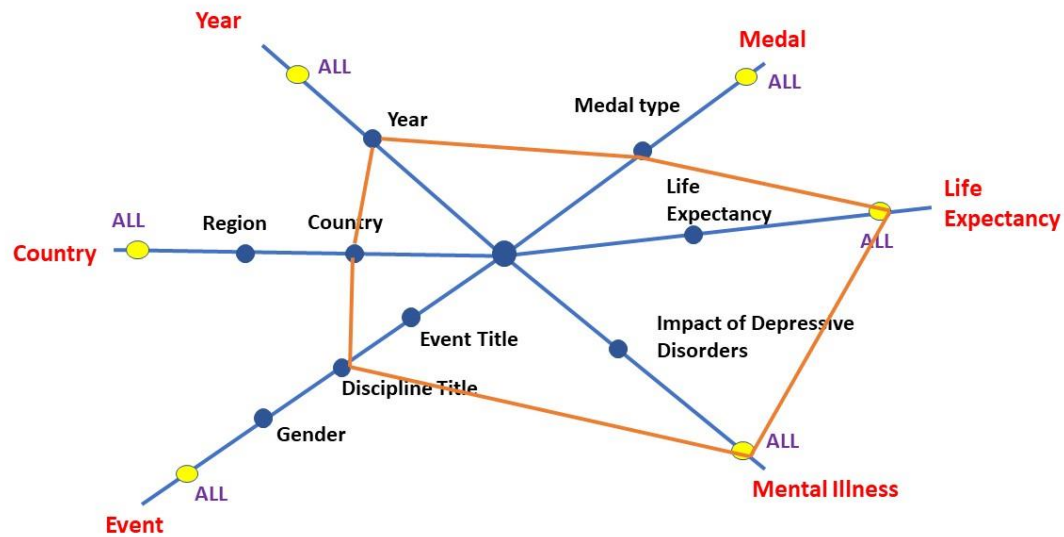 Year
ALL
Year
Medal
ALL
Medal type
Life
Expectancy
Life
Expectancy
ALL
ALL
Region
Country
Country
Event Title
Impact of Depressive
Disorders
Discipline Title
Gender
ALL
Mental Illness
ALL
Event